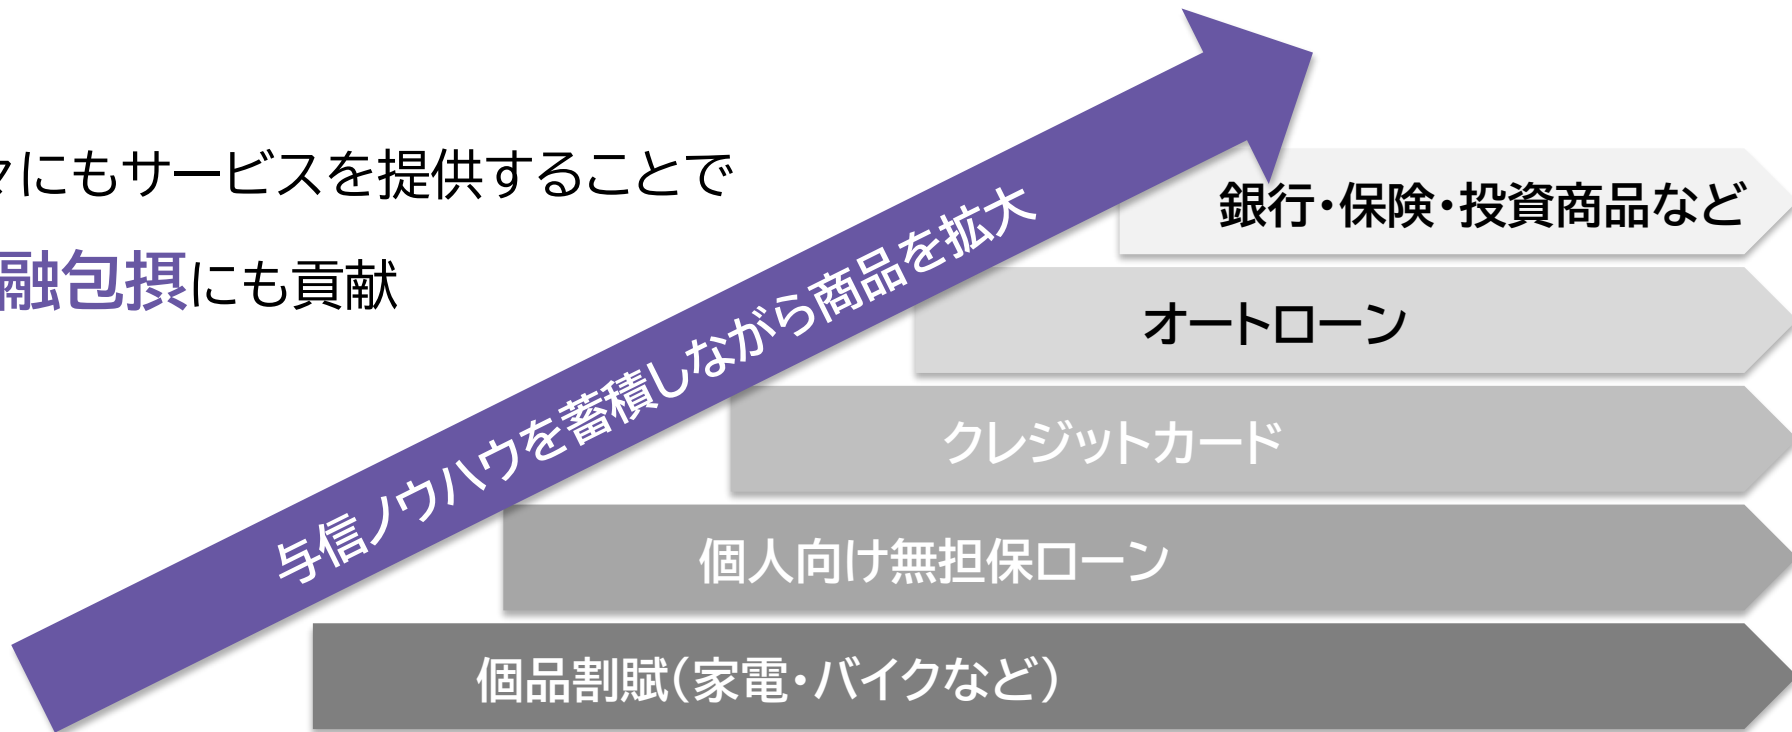 にもサービスを提供することで
融包摂にも貢献
与信ノウハウを蓄積しながら商品を拡大
銀行・保険・投資商品など
オートローン
クレジットカード
個人向け無担保ローン
個品割賦(家電・バイクなど)